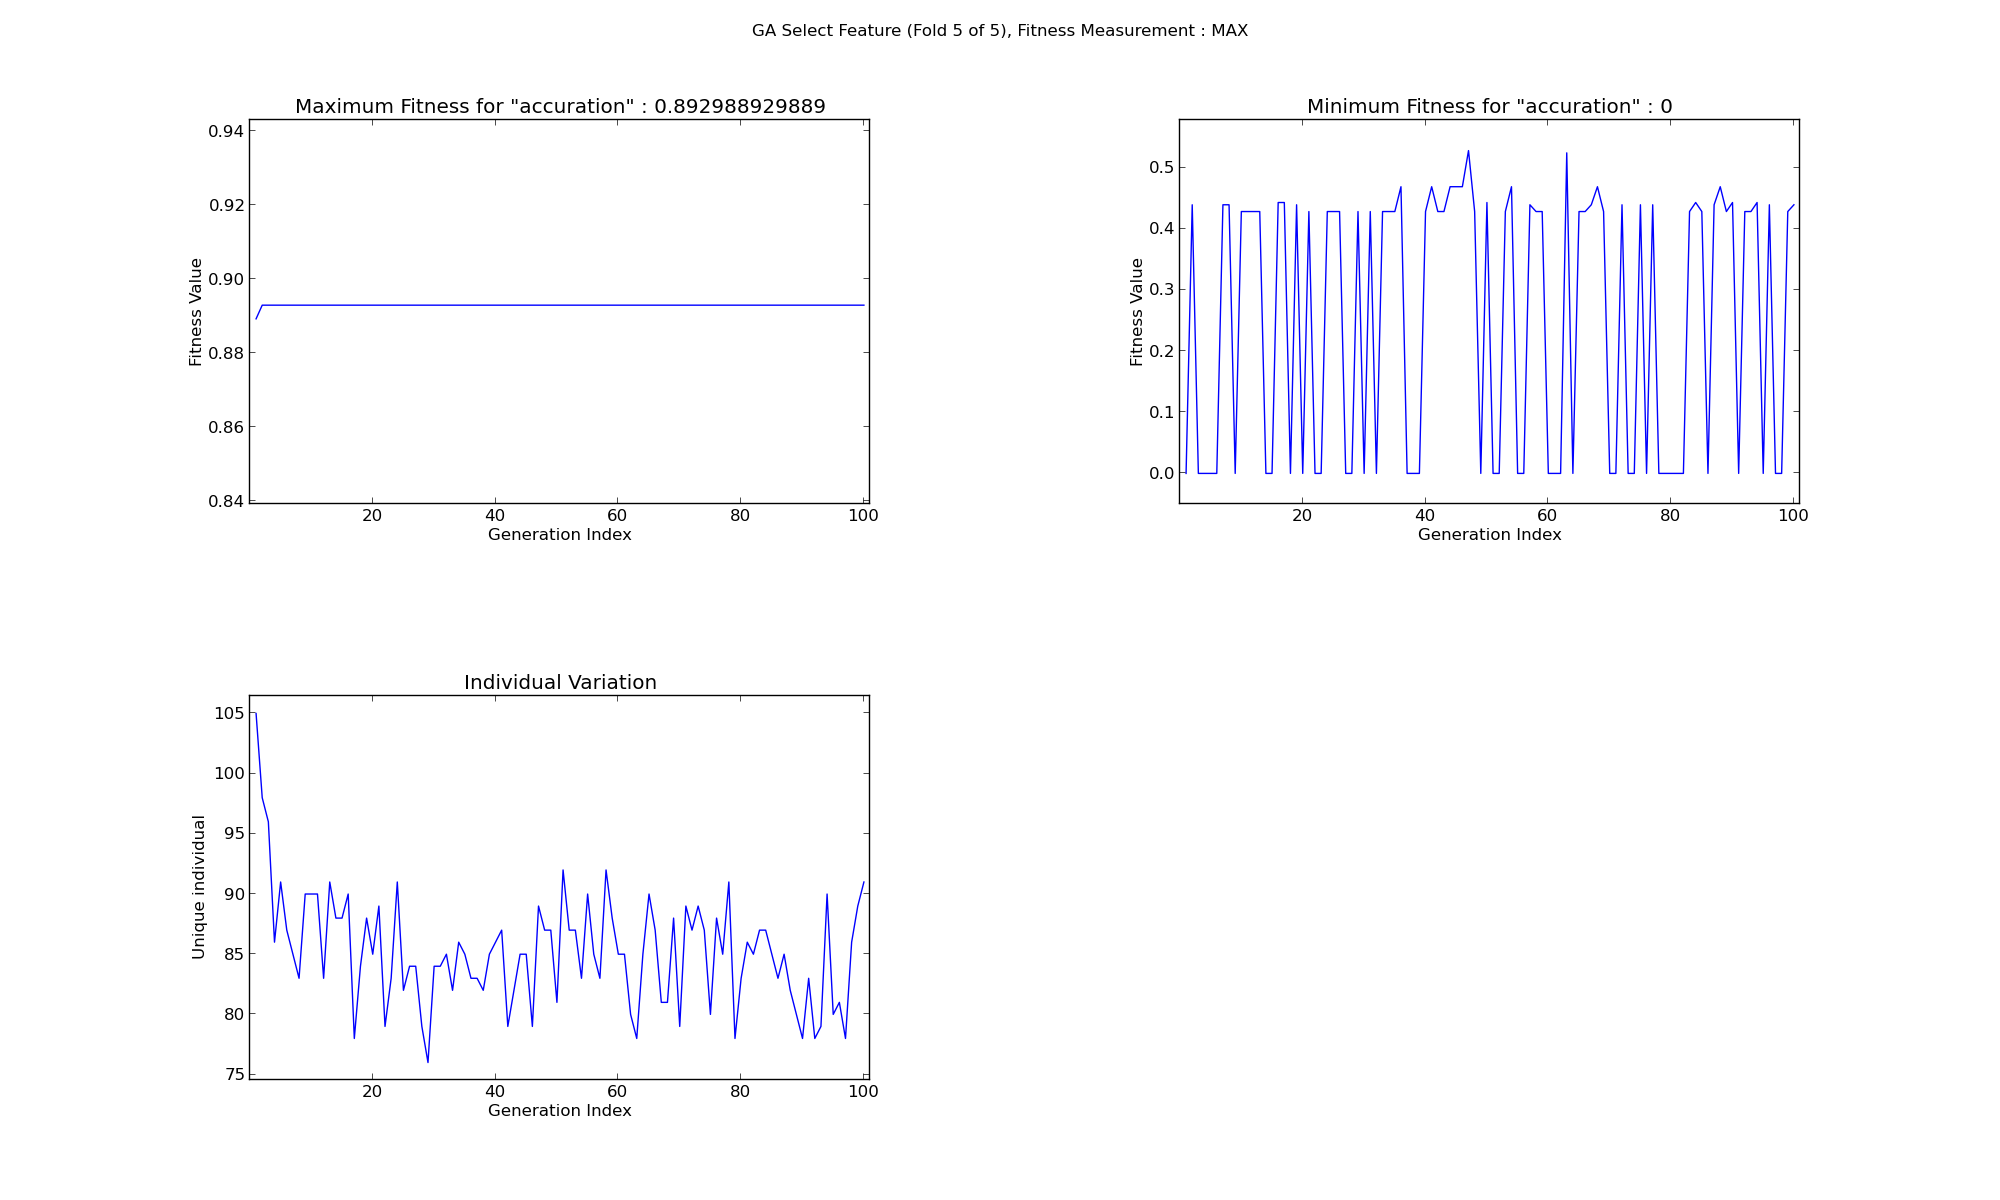 GA Select Feature (Fold 5 of 5), Fitness Measurement : MAX
Maximum Fitness for "accuration" : 0.892988929889
0.94
0.92
0.90
0.88
0.86
0.84
Fitness Value
20 40 60 80 100
Generation Index
Minimum Fitness for "accuration" : 0
0.5
0.4
0.3
0.2
0.1
0.0
Fitness Value
20 40 60 80 100
Generation Index
Individual Variation
105
100
95
90
85
80
75
Unique individual
20 40 60 80 100
Generation Index